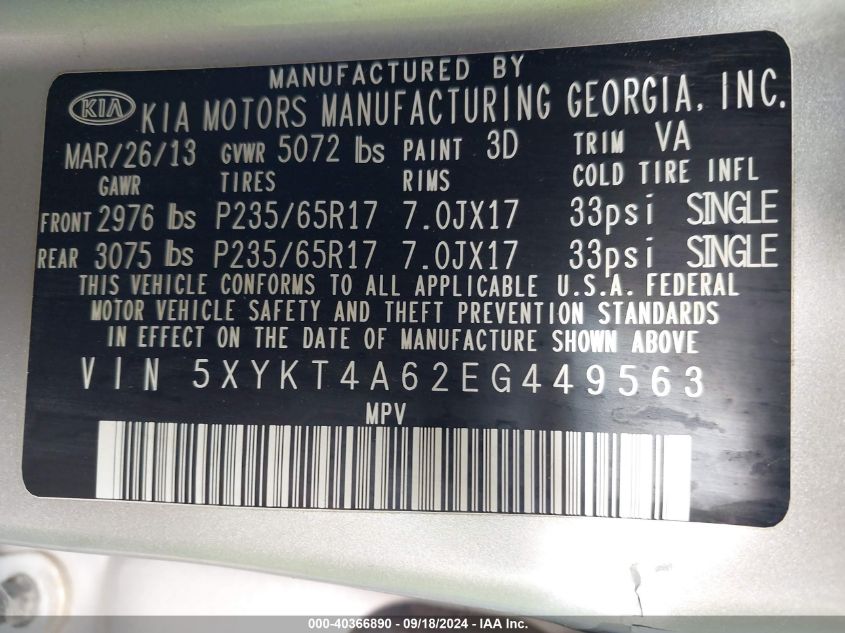 MANUFACTURED BY
KIA KIA MOTORS MANUFACTURING GEORGIA, INC.
MAR/26/13 GVWR 5072 lbs PAINT 3D TRIM VA
GAWR TIRES RIMS COLD TIRE INFL
FRONT 2976 lbs P235/65R17 7.0JX17 33psi SINGLE
REAR 3075 lbs P235/65R17 7.0JX17 33psi SINGLE
THIS VEHICLE CONFORMS TO ALL APPLICABLE U.S.A. FEDERAL
MOTOR VEHICLE SAFETY AND THEFT PREVENTION STANDARDS
IN EFFECT ON THE DATE OF MANUFACTURE SHOWN ABOVE
VIN 5XYKT4A62EG449563
MPV
000-40366890 - 09/18/2024 - IAA Inc.